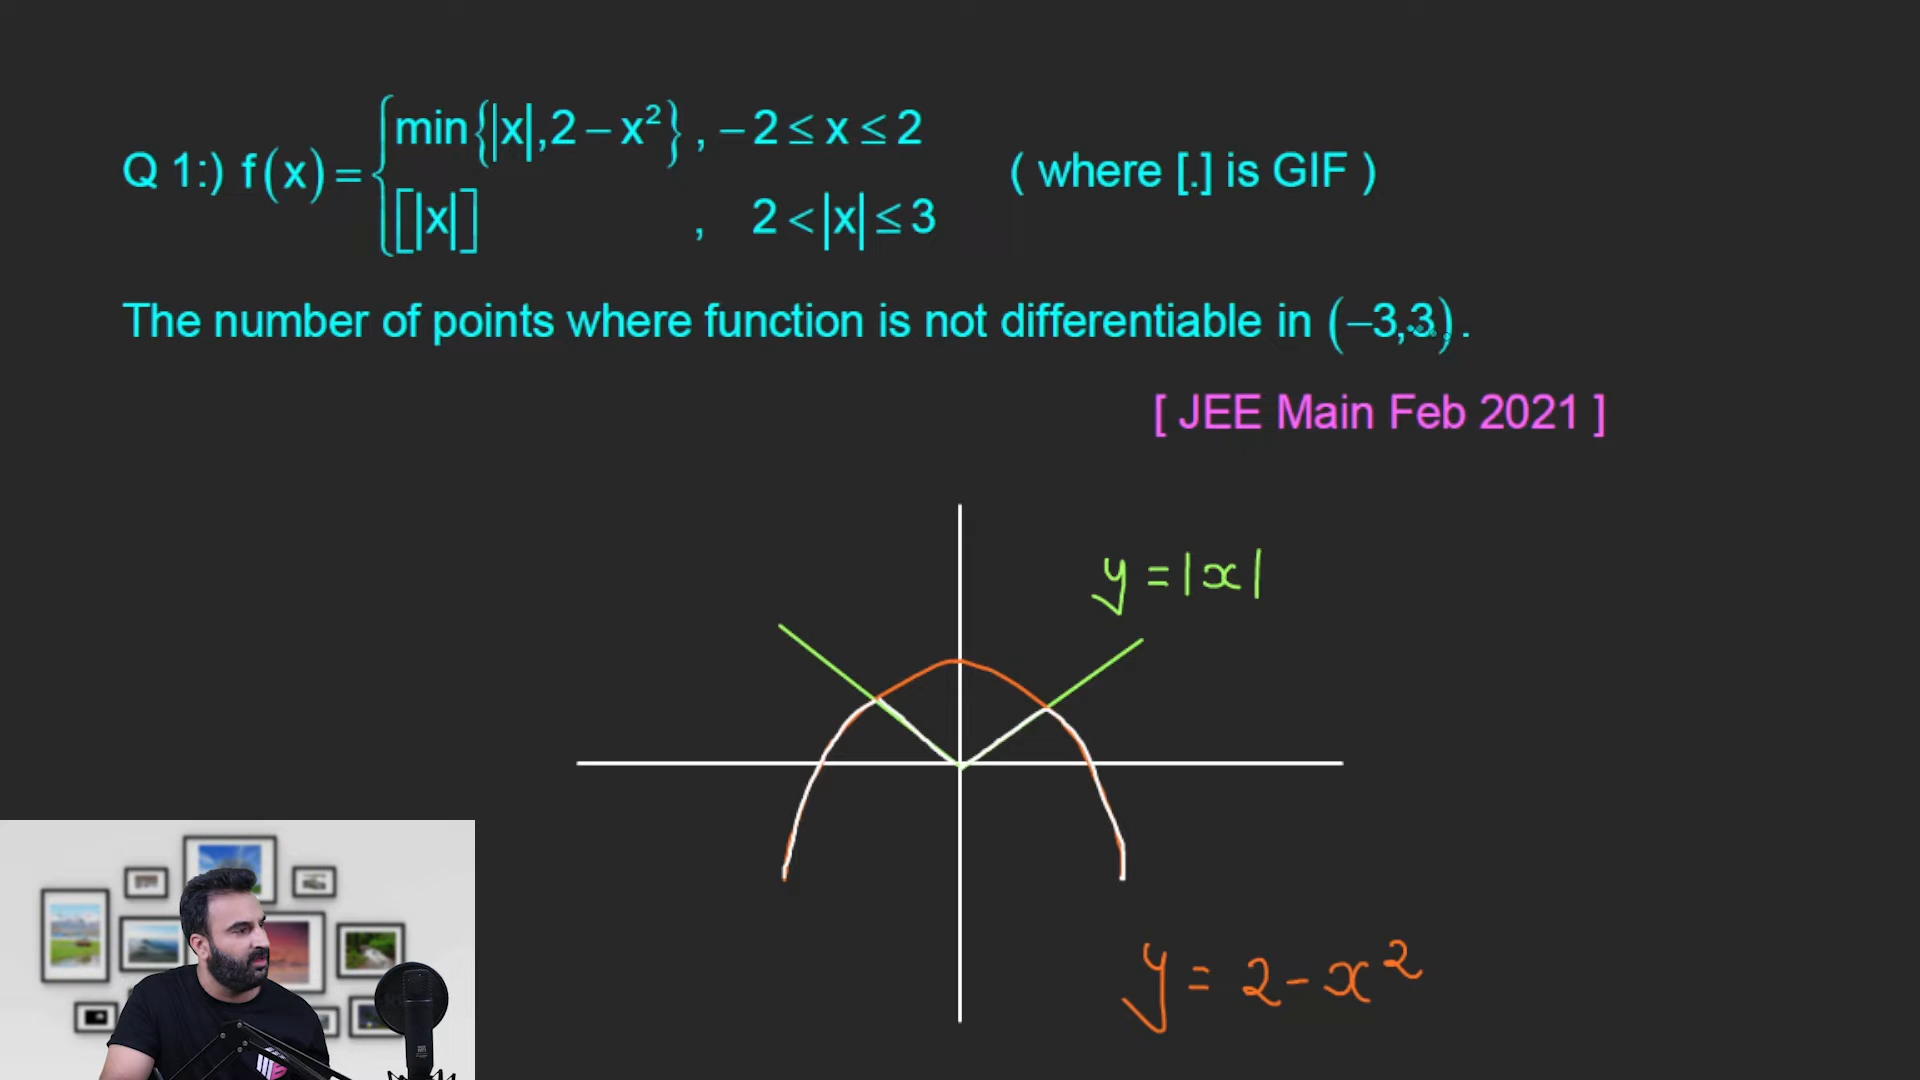 Q 1:) f(x) = { min{|x|,2 – x²} , – 2 ≤ x ≤ 2
[|x|] , 2 < |x| ≤ 3
( where [.] is GIF )
The number of points where function is not differentiable in (–3,3).
[ JEE Main Feb 2021 ]
y = |x|
y = 2 - x²